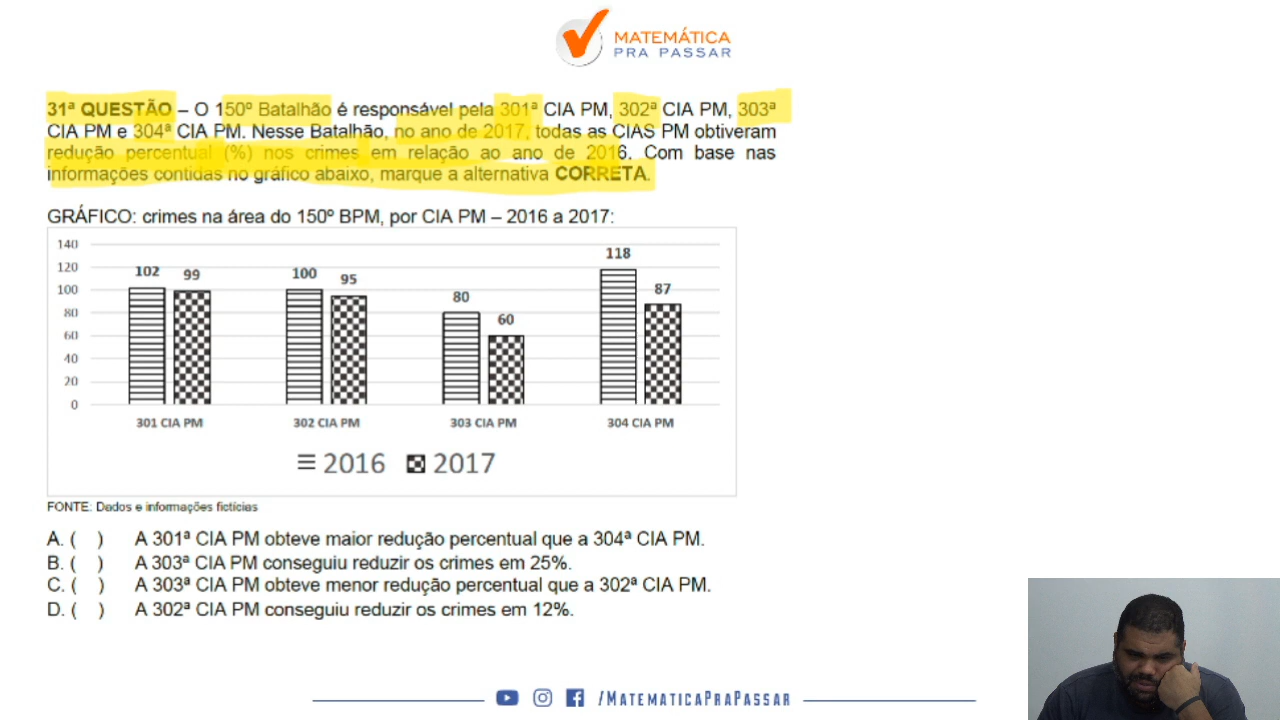 MATEMÁTICA
PRA PASSAR
31ª QUESTÃO – O 150º Batalhão é responsável pela 301ª CIA PM, 302ª CIA PM, 303ª
CIA PM e 304ª CIA PM. Nesse Batalhão, no ano de 2017, todas as CIAS PM obtiveram
redução percentual (%) nos crimes em relação ao ano de 2016. Com base nas
informações contidas no gráfico abaixo, marque a alternativa CORRETA.
GRÁFICO: crimes na área do 150º BPM, por CIA PM – 2016 a 2017:
140
120
100
80
60
40
20
0
102 99
100 95
80 60
118 87
301 CIA PM 302 CIA PM 303 CIA PM 304 CIA PM
2016 2017
FONTE: Dados e informações fictícias
A. ( ) A 301ª CIA PM obteve maior redução percentual que a 304ª CIA PM.
B. ( ) A 303ª CIA PM conseguiu reduzir os crimes em 25%.
C. ( ) A 303ª CIA PM obteve menor redução percentual que a 302ª CIA PM.
D. ( ) A 302ª CIA PM conseguiu reduzir os crimes em 12%.
/MATEMATICAPRAPASSAR